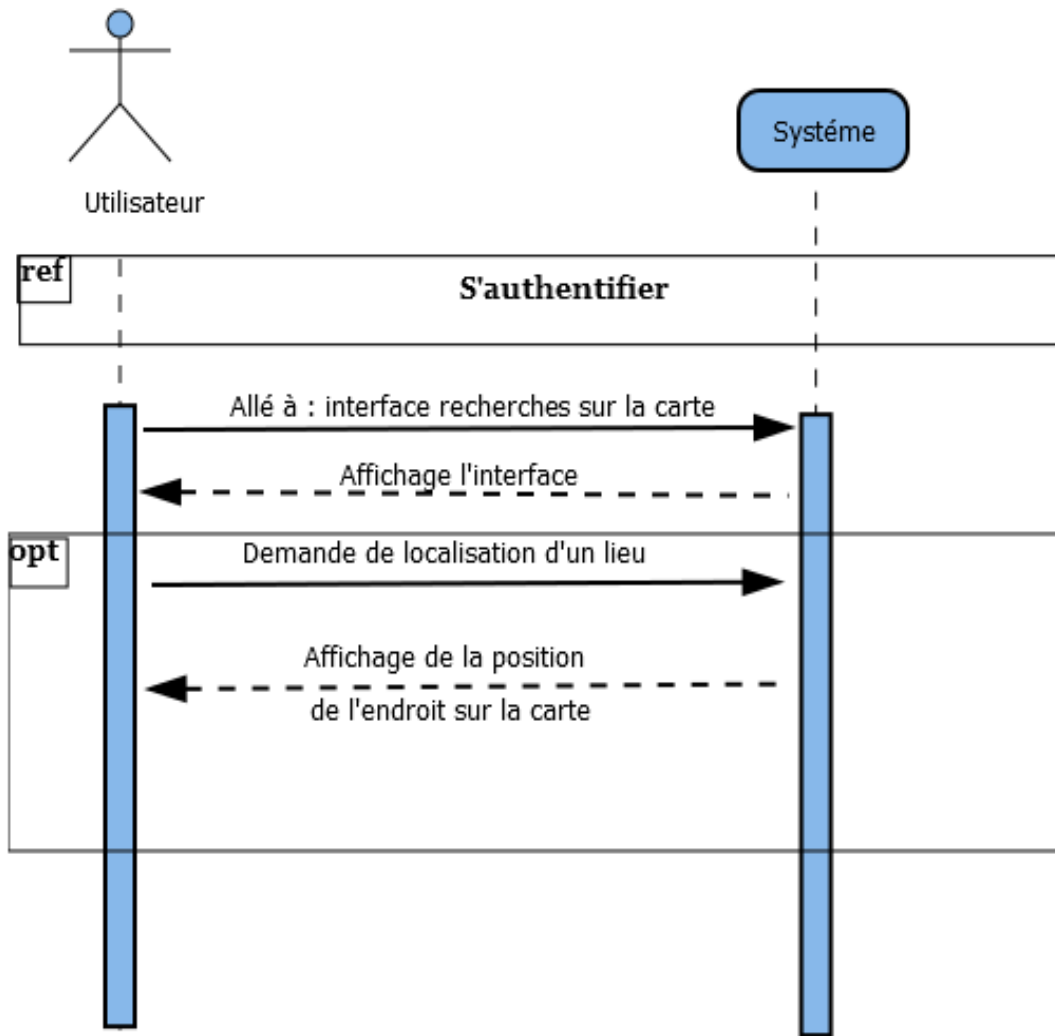 Systéme
Utilisateur
ref
S'authentifier
Allé à : interface recherches sur la carte
Affichage l'interface
opt
Demande de localisation d'un lieu
Affichage de la position
de l'endroit sur la carte